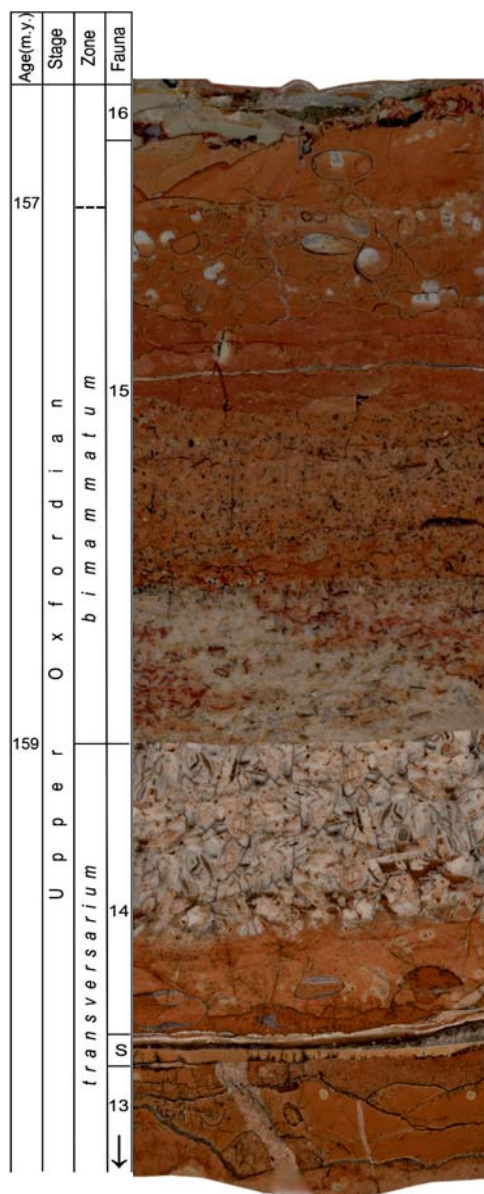 Age(m.y.) Stage Zone Fauna
16
157
15
bimammatum
Upper Oxfordian
159
14
transversarium
S
13